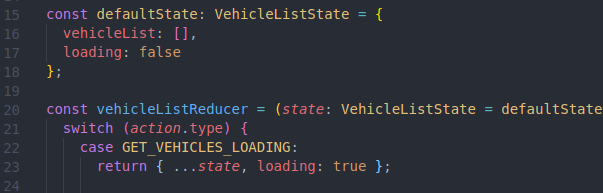 15 const defaultState: VehicleListState = {
16 vehicleList: [],
17 loading: false
18 };
19
20 const vehicleListReducer = (state: VehicleListState = defaultState
21 switch (action.type) {
22 case GET_VEHICLES_LOADING:
23 return { ...state, loading: true };
24